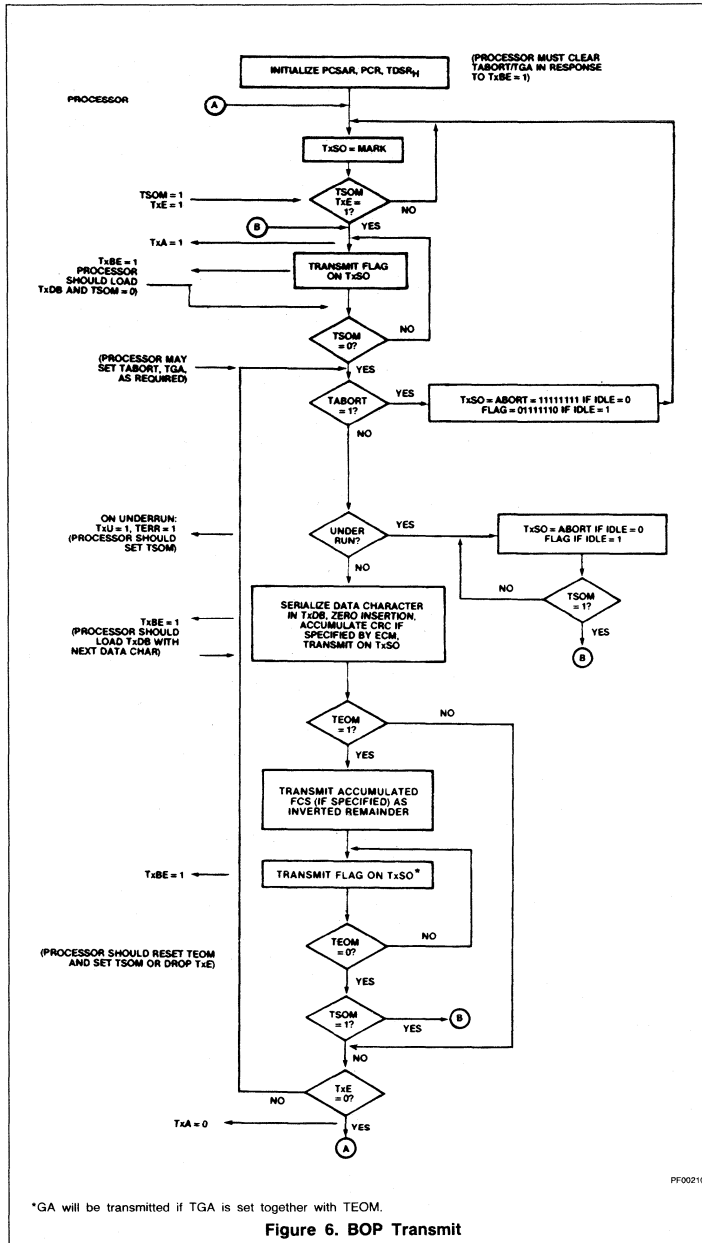 INITIALIZE PCSAR, PCR, TDSRH
(PROCESSOR MUST CLEAR
TABORT/TGA IN RESPONSE
TO TxBE = 1)
PROCESSOR
A
TxSO = MARK
TSOM = 1
TxE = 1
TSOM
TxE =
1?
NO
YES
B
TxA = 1
TxBE = 1
PROCESSOR
SHOULD LOAD
TxDB AND TSOM = 0)
TRANSMIT FLAG
ON TxSO
TSOM
= 0?
NO
YES
(PROCESSOR MAY
SET TABORT, TGA,
AS REQUIRED)
TABORT
= 1?
YES
TxSO = ABORT = 11111111 IF IDLE = 0
FLAG = 01111110 IF IDLE = 1
NO
ON UNDERRUN:
TxU = 1, TERR = 1
(PROCESSOR SHOULD
SET TSOM)
UNDER
RUN?
YES
TxSO = ABORT IF IDLE = 0
FLAG IF IDLE = 1
NO
NO
TSOM
= 1?
YES
B
TxBE = 1
(PROCESSOR SHOULD
LOAD TxDB WITH
NEXT DATA CHAR)
SERIALIZE DATA CHARACTER
IN TxDB, ZERO INSERTION,
ACCUMULATE CRC IF
SPECIFIED BY ECM,
TRANSMIT ON TxSO
TEOM
= 1?
NO
YES
TRANSMIT ACCUMULATED
FCS (IF SPECIFIED) AS
INVERTED REMAINDER
TxBE = 1
TRANSMIT FLAG ON TxSO*
TEOM
= 0?
NO
(PROCESSOR SHOULD RESET TEOM
AND SET TSOM OR DROP TxE)
YES
TSOM
= 1?
YES
B
NO
TxE
= 0?
NO
TxA = 0
YES
A
PF00210
*GA will be transmitted if TGA is set together with TEOM.
Figure 6. BOP Transmit